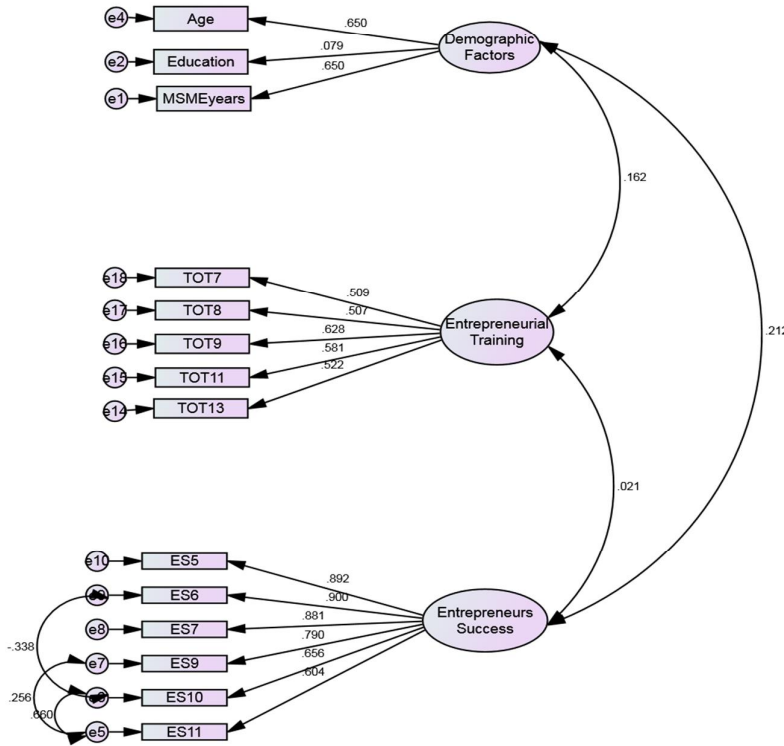 e4
Age
.650
Demographic
Factors
e2
Education
.079
e1
MSMEyears
.650
.162
.212
e18
TOT7
.509
e17
TOT8
.507
Entrepreneurial
Training
e16
TOT9
.628
e15
TOT11
.581
e14
TOT13
.522
.021
e10
ES5
.892
ES6
.900
Entrepreneurs
Success
e8
ES7
.881
-.338
e7
ES9
.790
.256
ES10
.656
.660
e5
ES11
.604